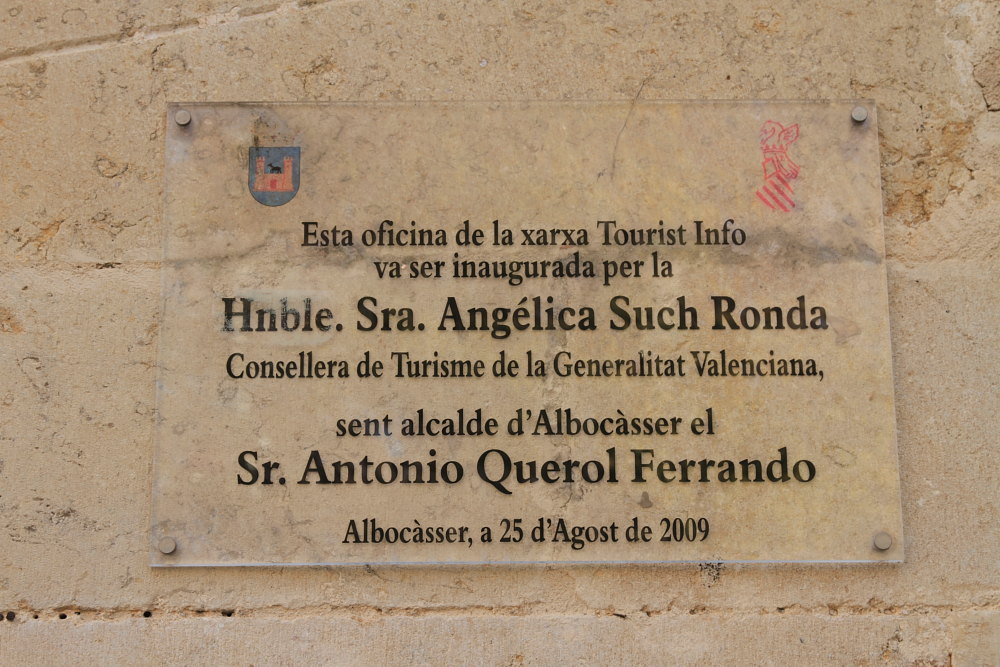 Esta oficina de la xarxa Tourist Info
va ser inaugurada per la
Hnble. Sra. Angélica Such Ronda
Consellera de Turisme de la Generalitat Valenciana,
sent alcalde d’Albocàsser el
Sr. Antonio Querol Ferrando
Albocàsser, a 25 d’Agost de 2009